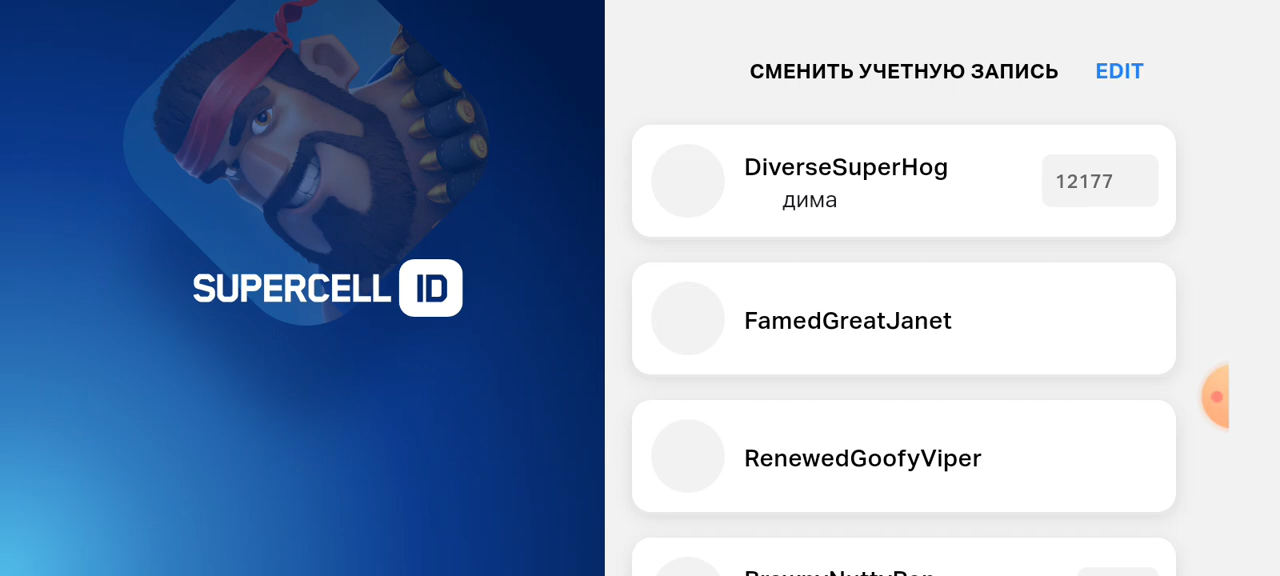 SUPERCELL ID
СМЕНИТЬ УЧЕТНУЮ ЗАПИСЬ EDIT
DiverseSuperHog
дима
12177
FamedGreatJanet
RenewedGoofyViper